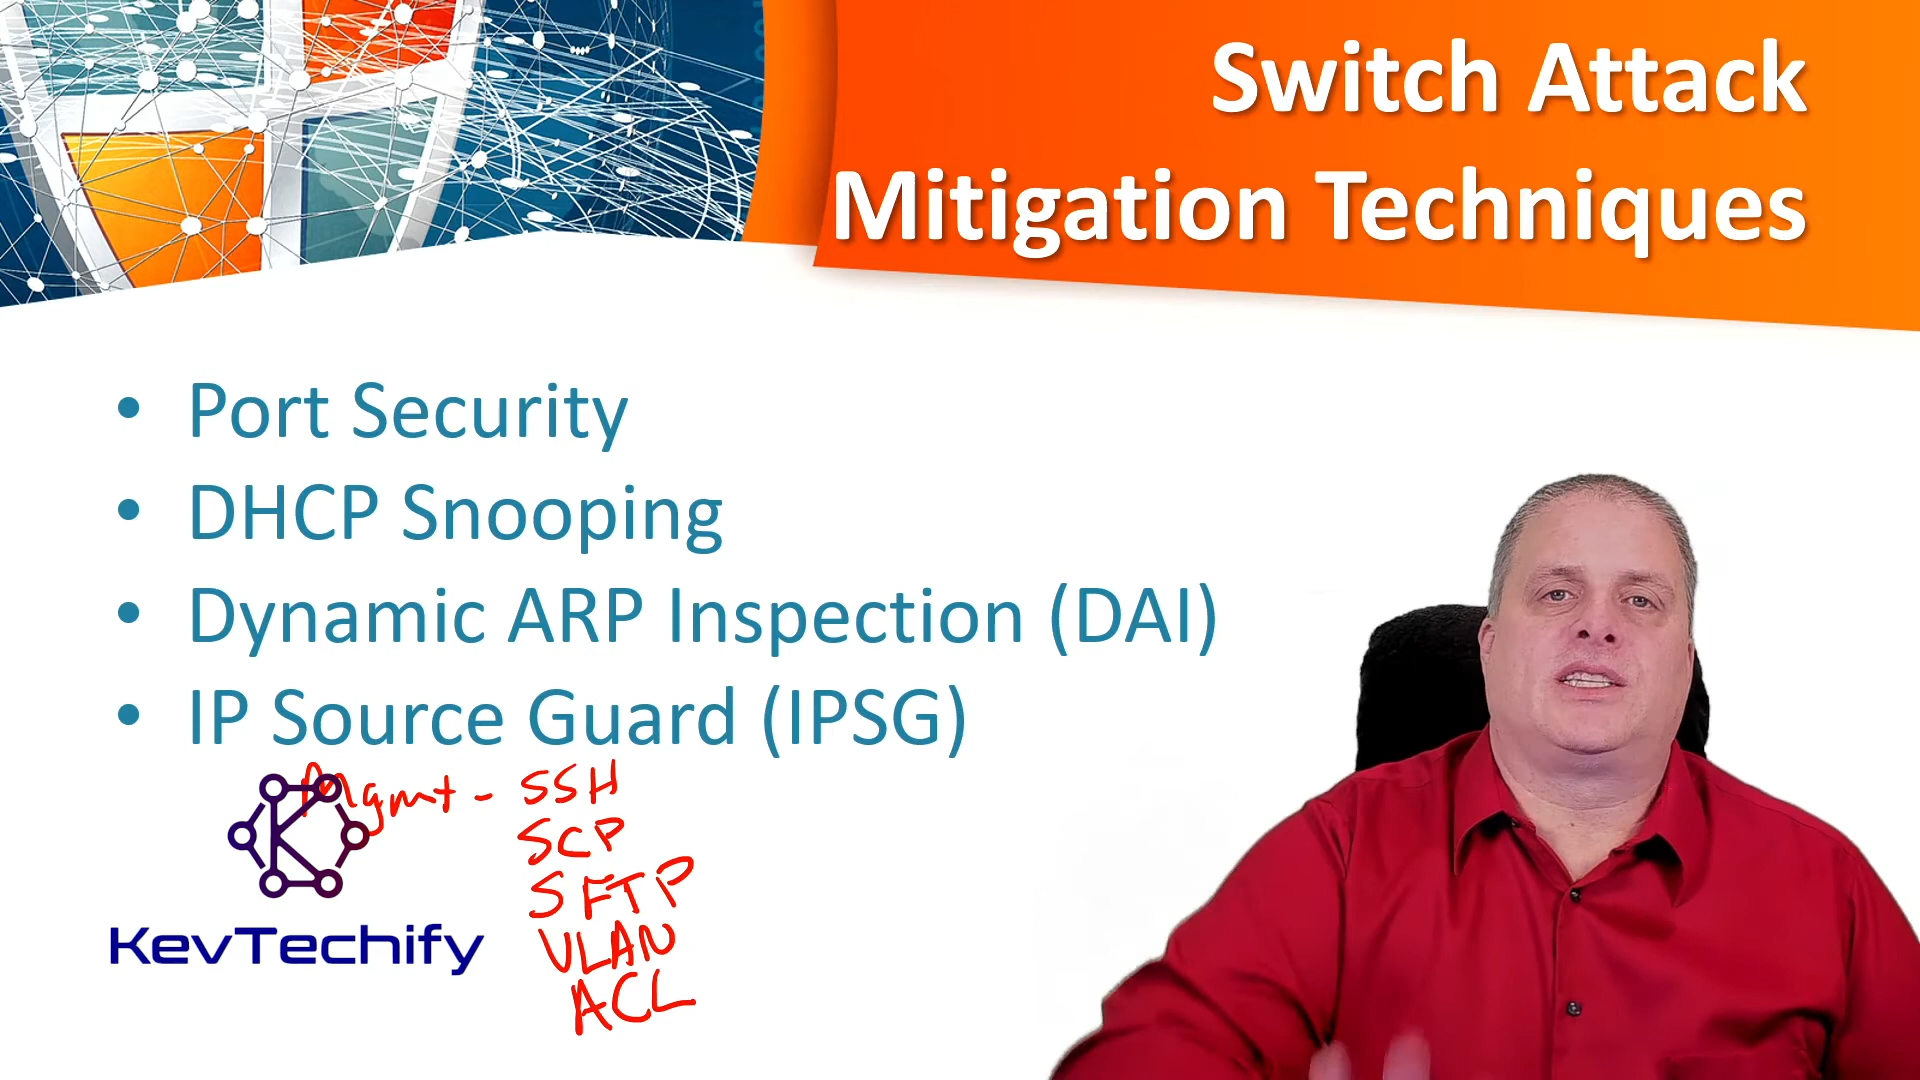 Switch Attack
Mitigation Techniques
• Port Security
• DHCP Snooping
• Dynamic ARP Inspection (DAI)
• IP Source Guard (IPSG)
Mgmt - SSH
SCP
SFTP
VLAN
ACL
KevTechify